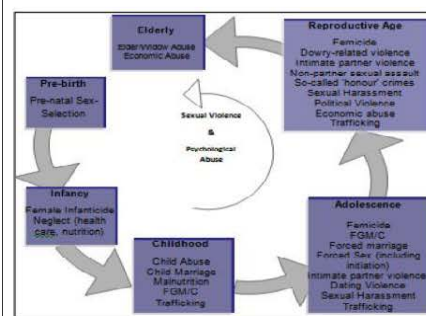 Elderly
Elder/Widow Abuse
Economic Abuse
Reproductive Age
Femicide
Dowry-related violence
Intimate partner violence
Non-partner sexual assault
So-called 'honour' crimes
Sexual Harassment
Political Violence
Economic abuse
Trafficking
Pre-birth
Pre-natal Sex-
Selection
Sexual Violence
&
Psychological
Abuse
Infancy
Female Infanticide
Neglect (health
care, nutrition)
Childhood
Child Abuse
Child Marriage
Malnutrition
FGM/C
Trafficking
Adolescence
Femicide
FGM/C
Forced marriage
Forced Sex (including
initiation)
Intimate partner violence
Dating Violence
Sexual Harassment
Trafficking